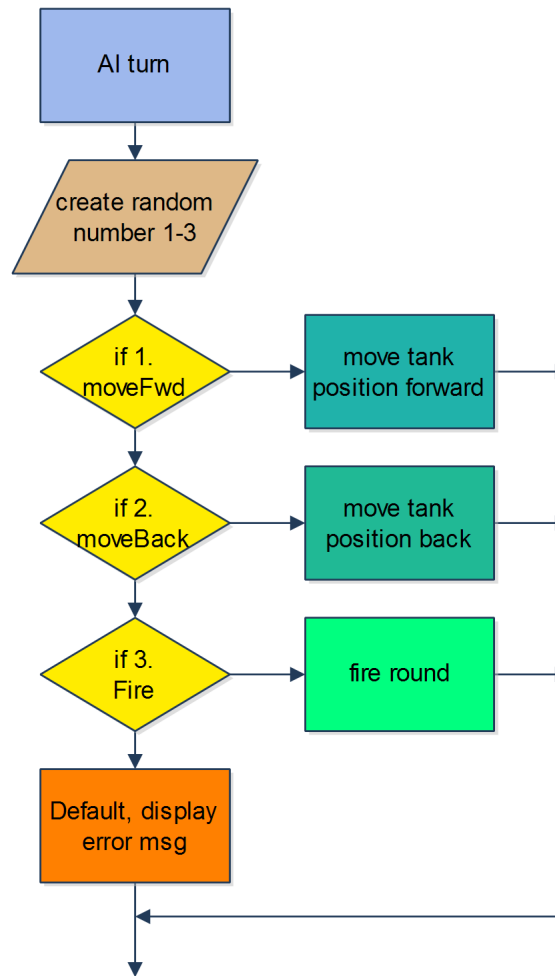 AI turn
create random
number 1-3
if 1.
moveFwd
move tank
position forward
if 2.
moveBack
move tank
position back
if 3.
Fire
fire round
Default, display
error msg